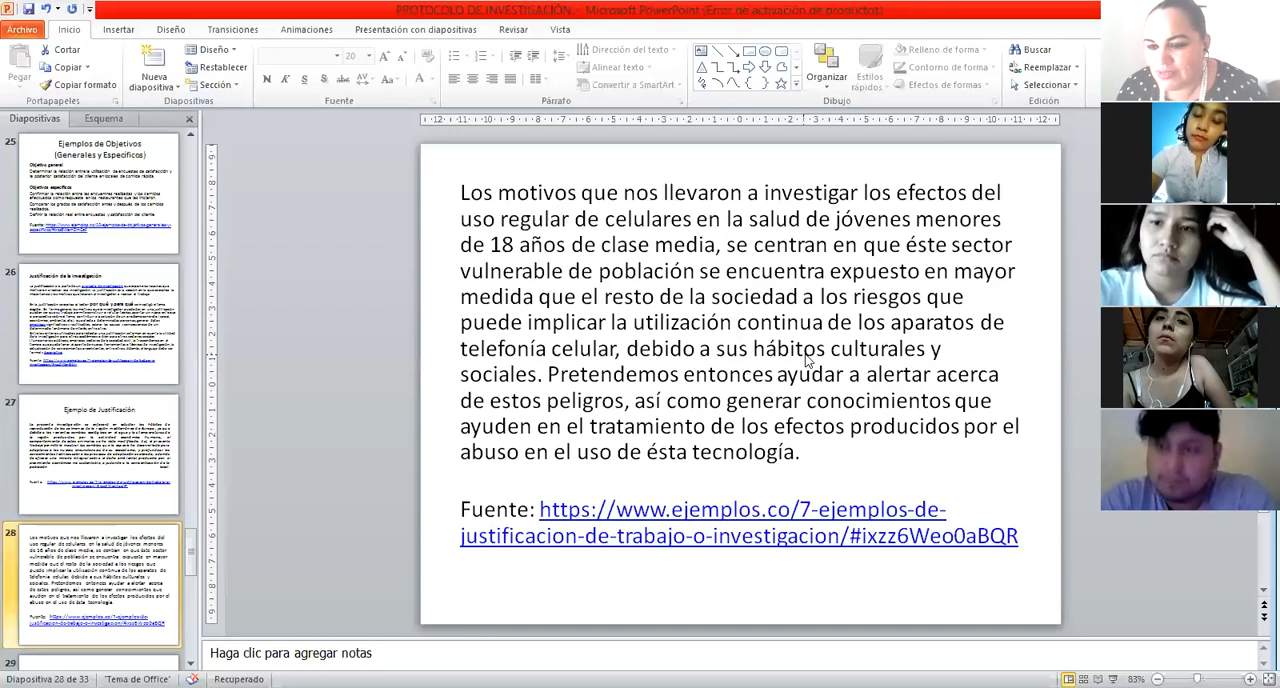 PROTOCOLO DE INVESTIGACIÓN - Microsoft PowerPoint (Error de activación de productos)
Archivo Inicio Insertar Diseño Transiciones Animaciones Presentación con diapositivas Revisar Vista
Pegar
Cortar
Copiar
Copiar formato
Portapapeles
Nueva
diapositiva
Diseño
Restablecer
Sección
Diapositivas
20
Fuente
Dirección del texto
Alinear texto
Convertir a SmartArt
Párrafo
Organizar
Estilos
rápidos
Relleno de forma
Contorno de forma
Efectos de formas
Dibujo
Buscar
Reemplazar
Seleccionar
Edición
Diapositivas Esquema
25
Ejemplos de Objetivos
(Generales y Específicos)
Objetivo general
Objetivos específicos
26
Justificación de la Investigación
27
Ejemplo de Justificación
28
29
Los motivos que nos llevaron a investigar los efectos del
uso regular de celulares en la salud de jóvenes menores
de 18 años de clase media, se centran en que éste sector
vulnerable de población se encuentra expuesto en mayor
medida que el resto de la sociedad a los riesgos que
puede implicar la utilización continua de los aparatos de
telefonía celular, debido a sus hábitos culturales y
sociales. Pretendemos entonces ayudar a alertar acerca
de estos peligros, así como generar conocimientos que
ayuden en el tratamiento de los efectos producidos por el
abuso en el uso de ésta tecnología.
Fuente: https://www.ejemplos.co/7-ejemplos-de-
justificacion-de-trabajo-o-investigacion/#ixzz6Weo0aBQR
Haga clic para agregar notas
Diapositiva 28 de 33 "Tema de Office" Recuperado 83%